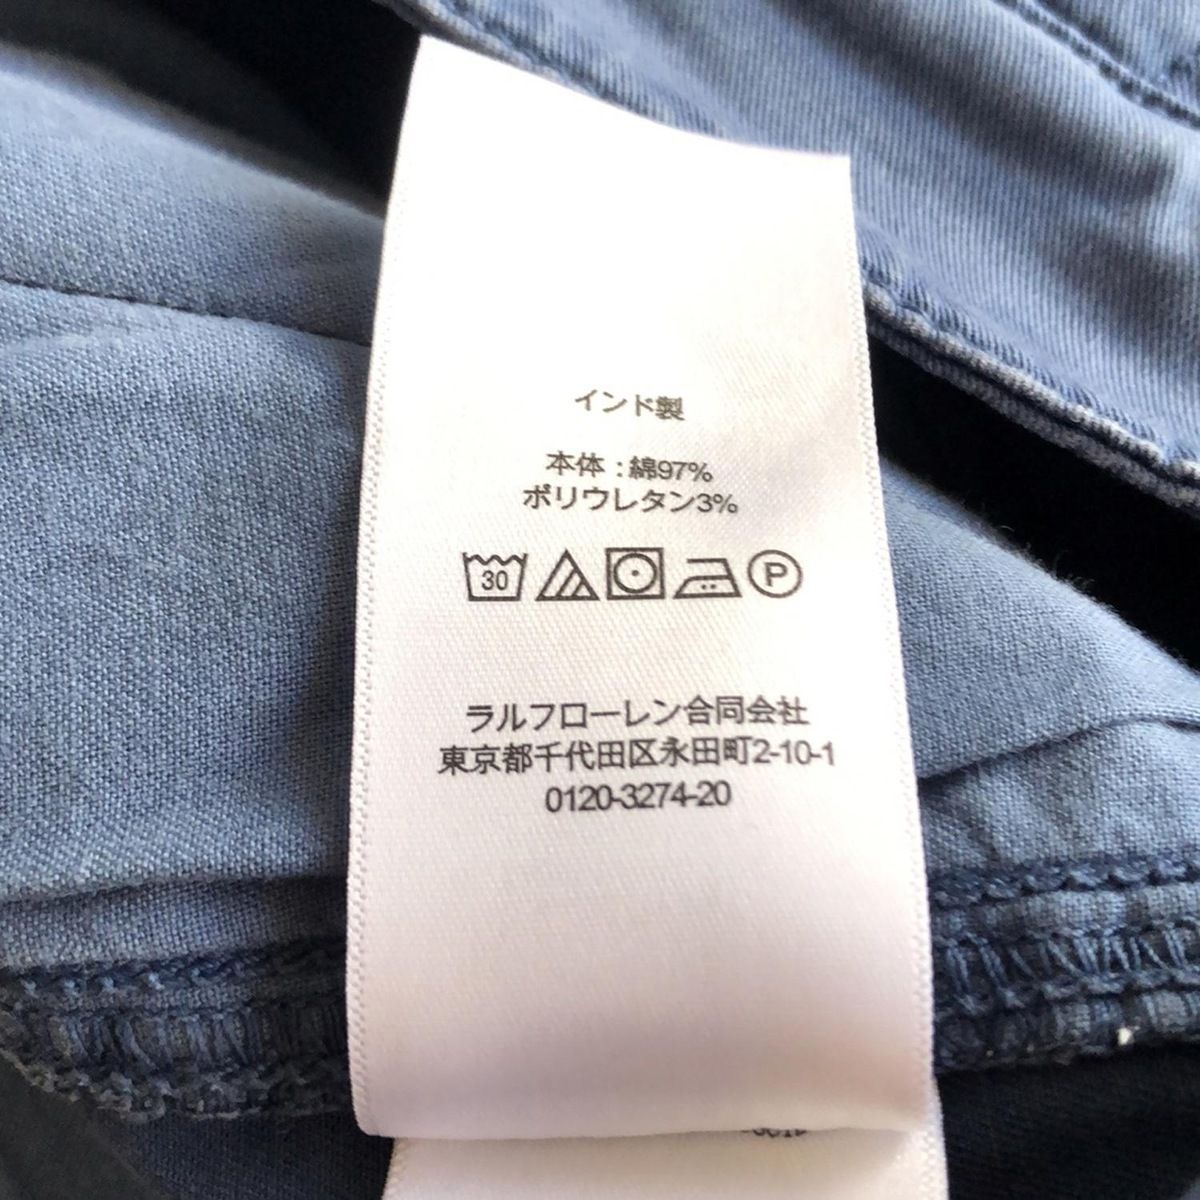 インド製
本体：綿97%
ポリウレタン3%
30 P
ラルフローレン合同会社
東京都千代田区永田町2-10-1
0120-3274-20